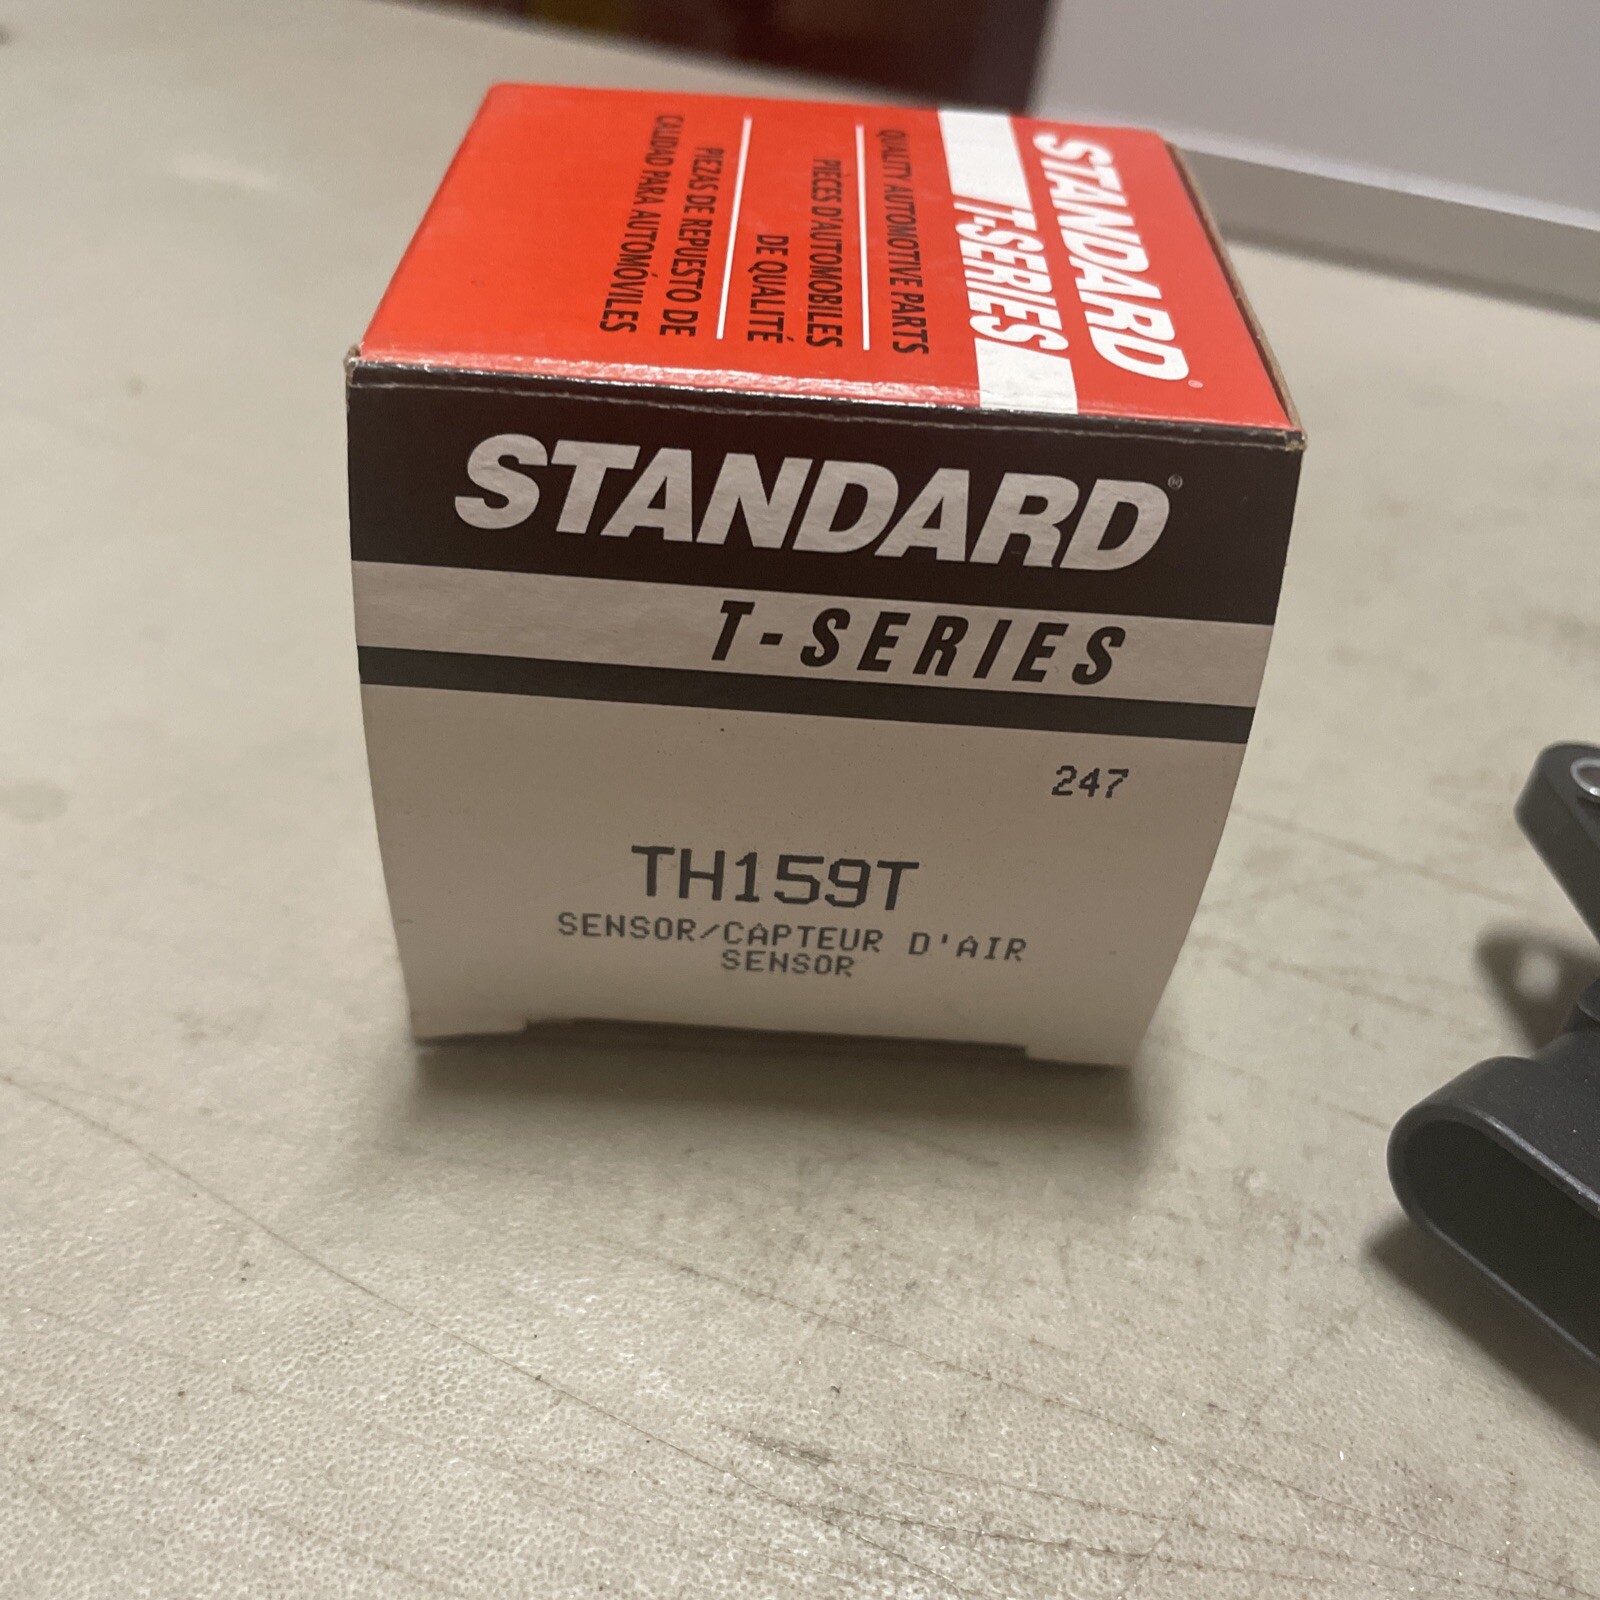 STANDARD®
T-SERIES
QUALITY AUTOMOTIVE PARTS
PIÈCES D'AUTOMOBILES
DE QUALITÉ
PIEZAS DE REPUESTO DE
CALIDAD PARA AUTOMÓVILES
STANDARD®
T-SERIES
247
TH159T
SENSOR/CAPTEUR D'AIR
SENSOR